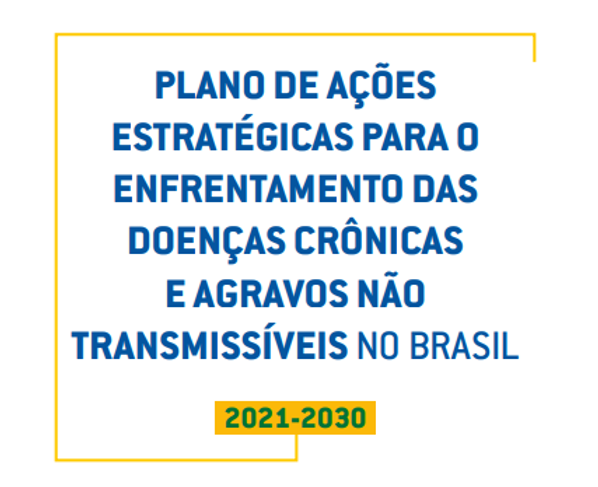 PLANO DE AÇÕES
ESTRATÉGICAS PARA O
ENFRENTAMENTO DAS
DOENÇAS CRÔNICAS
E AGRAVOS NÃO
TRANSMISSÍVEIS NO BRASIL
2021-2030